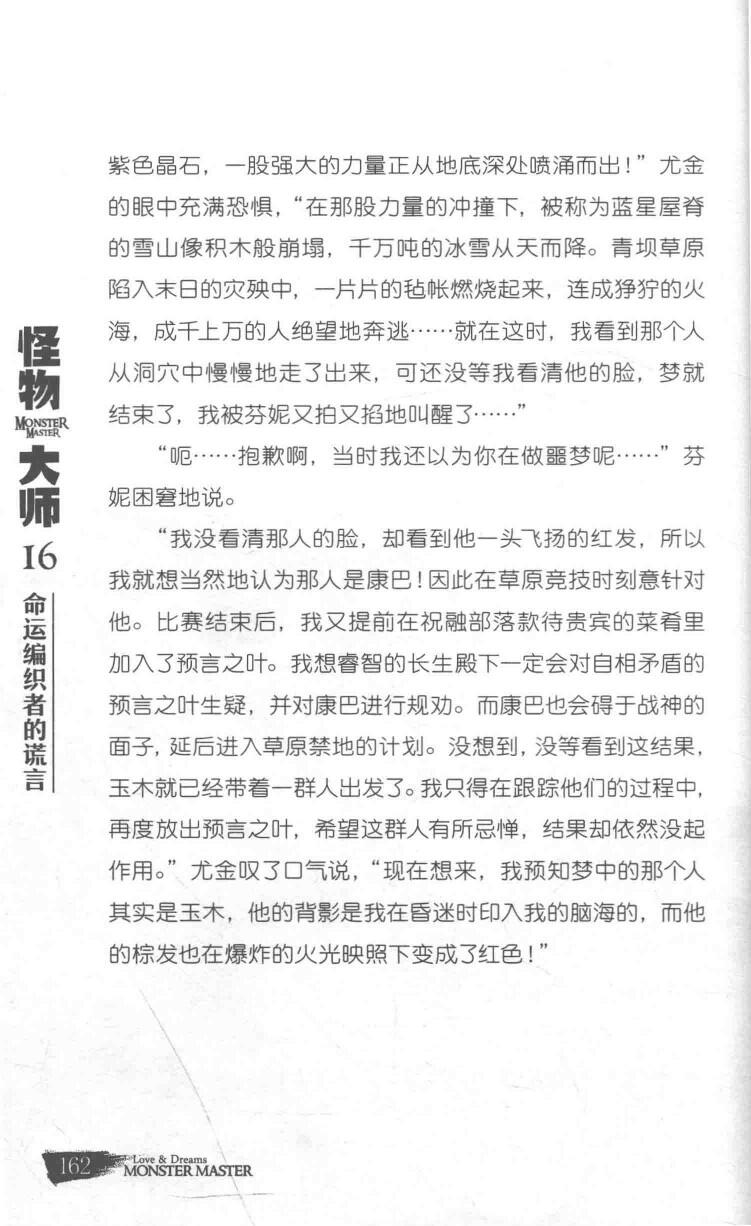 紫色晶石，一股强大的力量正从地底深处喷涌而出！”尤金
的眼中充满恐惧，“在那股力量的冲撞下，被称为蓝星屋脊
的雪山像积木般崩塌，千万吨的冰雪从天而降。青坝草原
陷入末日的灾殃中，一片片的毡帐燃烧起来，连成狰狞的火
海，成千上万的人绝望地奔逃……就在这时，我看到那个人
从洞穴中慢慢地走了出来，可还没等我看清他的脸，梦就
结束了，我被芬妮又拍又掐地叫醒了……”
“呃……抱歉啊，当时我还以为你在做噩梦呢……”芬
妮困窘地说。
“我没看清那人的脸，却看到他一头飞扬的红发，所以
我就想当然地认为那人是康巴！因此在草原竞技时刻意针对
他。比赛结束后，我又提前在祝融部落款待贵宾的菜肴里
加入了预言之叶。我想睿智的长生殿下一定会对自相矛盾的
预言之叶生疑，并对康巴进行规劝。而康巴也会碍于战神的
面子，延后进入草原禁地的计划。没想到，没等看到这结果，
玉木就已经带着一群人出发了。我只得在跟踪他们的过程中，
再度放出预言之叶，希望这群人有所忌惮，结果却依然没起
作用。”尤金叹了口气说，“现在想来，我预知梦中的那个人
其实是玉木，他的背影是我在昏迷时印入我的脑海的，而他
的棕发也在爆炸的火光映照下变成了红色！”
怪物
MONSTER
MASTER
大师
16
命运编织者的谎言
162
Love & Dreams
MONSTER MASTER